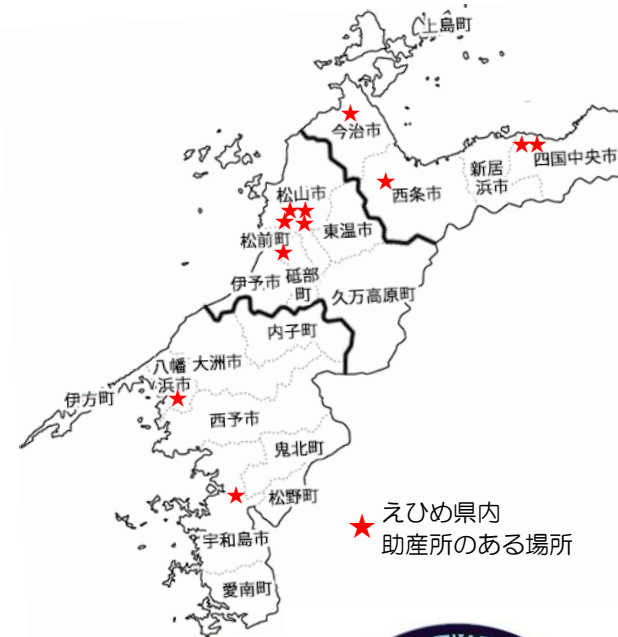 上島町
今治市
新居
浜市
四国中央市
西条市
松山市
東温市
松前町
伊予市
砥部
町
久万高原町
内子町
八幡
浜市
大洲市
伊方町
西予市
鬼北町
松野町
宇和島市
愛南町
えひめ県内
助産所のある場所